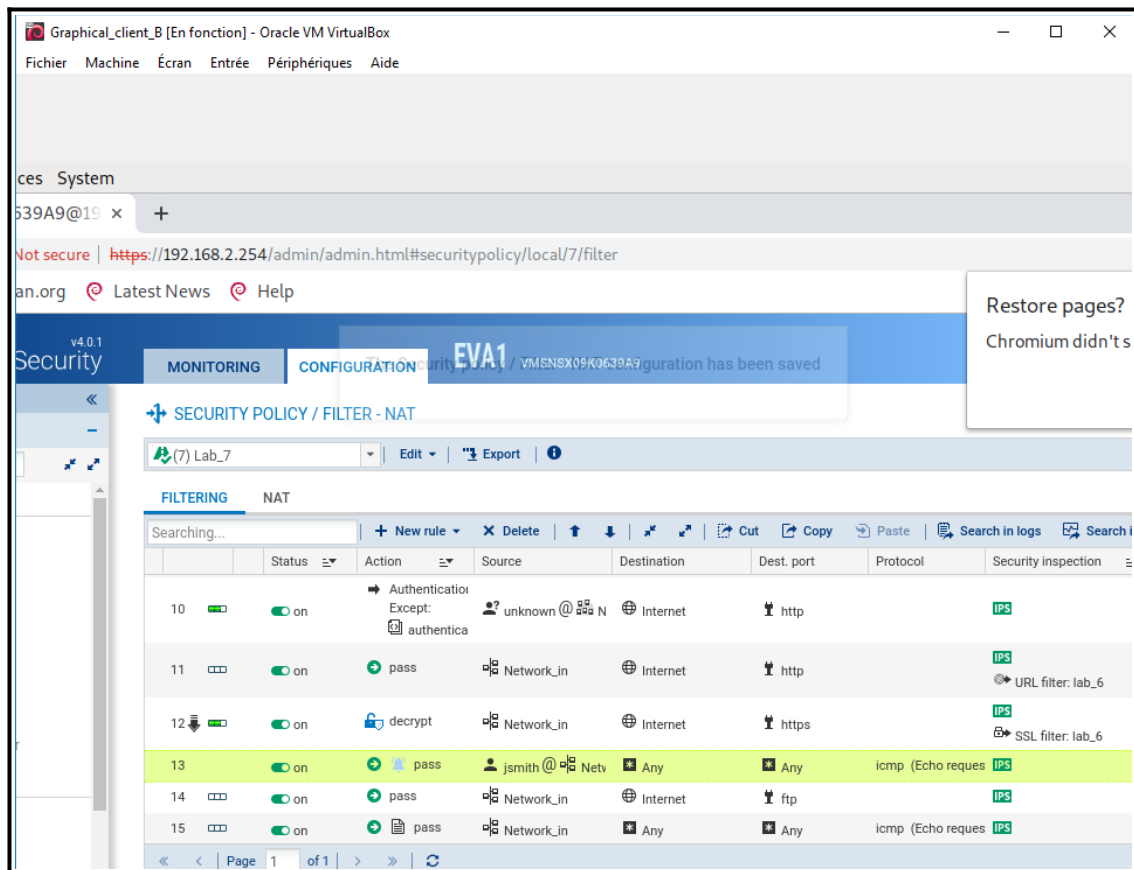 Graphical_client_B [En fonction] - Oracle VM VirtualBox
Fichier Machine Écran Entrée Périphériques Aide
ces System
639A9@19 × +
Not secure | https://192.168.2.254/admin/admin.html#securitypolicy/local/7/filter
an.org Latest News Help
Restore pages?
Chromium didn't s
v4.0.1
Security
MONITORING CONFIGURATION EVA1 VMSNSX09K0639A9
The Security policy / Filter - NAT configuration has been saved
SECURITY POLICY / FILTER - NAT
(7) Lab_7 Edit Export
FILTERING NAT
Searching... + New rule Delete Cut Copy Paste Search in logs Search i
Status Action Source Destination Dest. port Protocol Security inspection
10 on Authentication Except: authentica unknown @ N Internet http IPS
11 on pass Network_in Internet http IPS URL filter: lab_6
12 on decrypt Network_in Internet https IPS SSL filter: lab_6
13 on pass jsmith @ Netw Any Any icmp (Echo reques IPS
14 on pass Network_in Internet ftp IPS
15 on pass Network_in Any Any icmp (Echo reques IPS
« < Page 1 of 1 > »